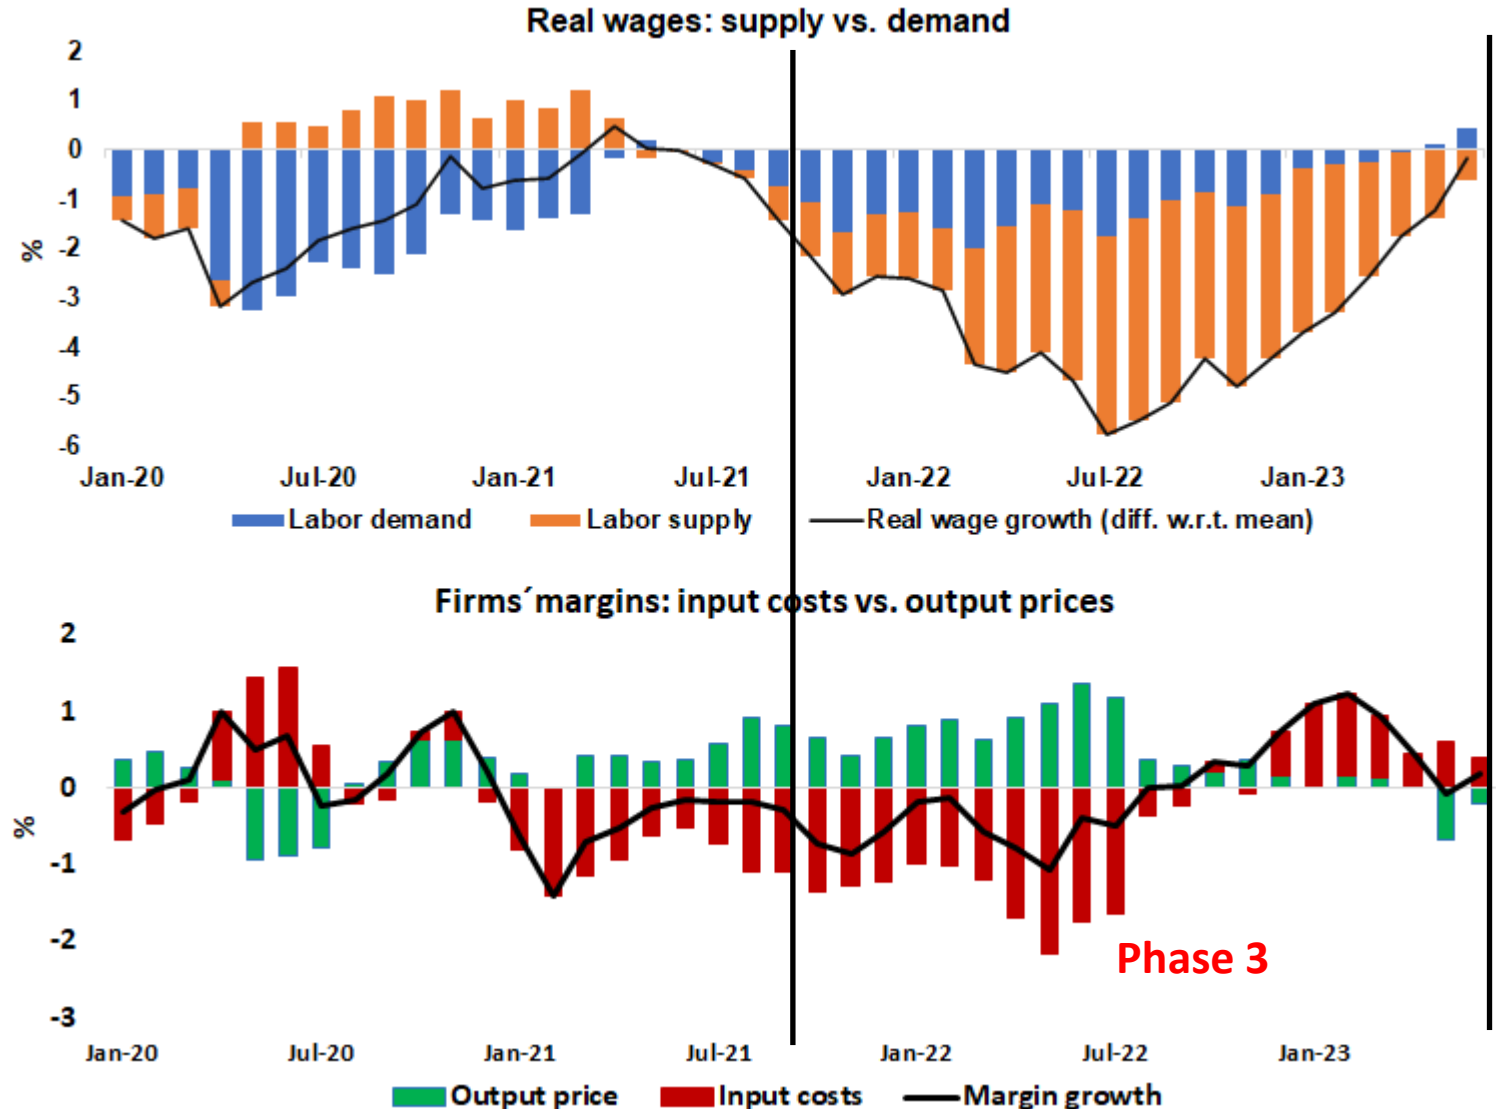 Real wages: supply vs. demand
2
1
0
-1
-2
-3
-4
-5
-6
%
Jan-20 Jul-20 Jan-21 Jul-21 Jan-22 Jul-22 Jan-23
Labor demand Labor supply Real wage growth (diff. w.r.t. mean)
Firms´margins: input costs vs. output prices
2
1
0
-1
-2
-3
%
Phase 3
Jan-20 Jul-20 Jan-21 Jul-21 Jan-22 Jul-22 Jan-23
Output price Input costs Margin growth